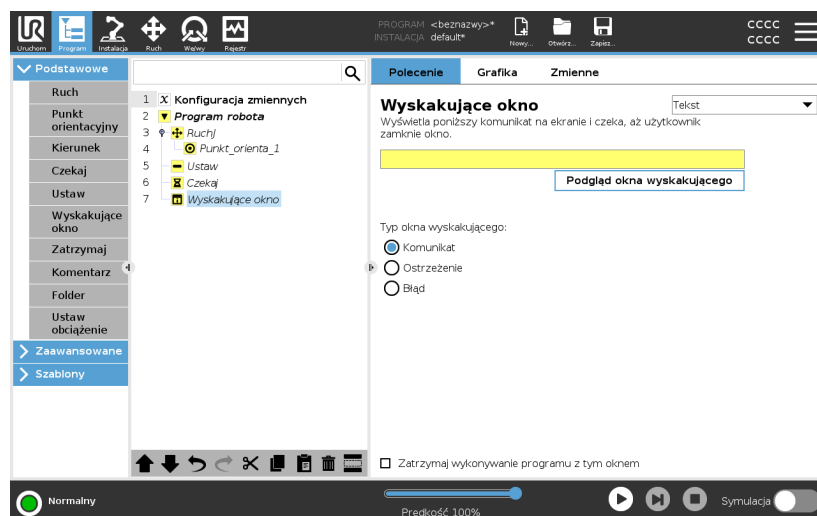 PROGRAM <beznazwy>*
INSTALACJA default*
CCCC
CCCC
Uruchom Program Instalacja Ruch We/wy Rejestr
Nowy... Otwórz... Zapisz...
Podstawowe
Ruch
Punkt
orientacyjny
Kierunek
Czekaj
Ustaw
Wyskakujące
okno
Zatrzymaj
Komentarz
Folder
Ustaw
obciążenie
Zaawansowane
Szablony
1 X Konfiguracja zmiennych
2 Program robota
3 RuchJ
4 Punkt_orienta_1
5 Ustaw
6 Czekaj
7 Wyskakujące okno
Polecenie Grafika Zmienne
Wyskakujące okno
Tekst
Wyświetla poniższy komunikat na ekranie i czeka, aż użytkownik
zamknie okno.
Podgląd okna wyskakującego
Typ okna wyskakującego:
Komunikat
Ostrzeżenie
Błąd
Zatrzymaj wykonywanie programu z tym oknem
Normalny
Prędkość 100%
Symulacja